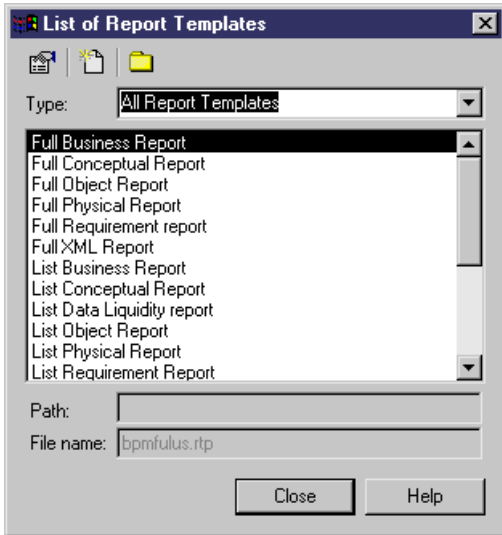 List of Report Templates
Type: All Report Templates
Full Business Report
Full Conceptual Report
Full Object Report
Full Physical Report
Full Requirement report
Full XML Report
List Business Report
List Conceptual Report
List Data Liquidity report
List Object Report
List Physical Report
List Requirement Report
Path:
File name: bpmfulus.rtp
Close Help